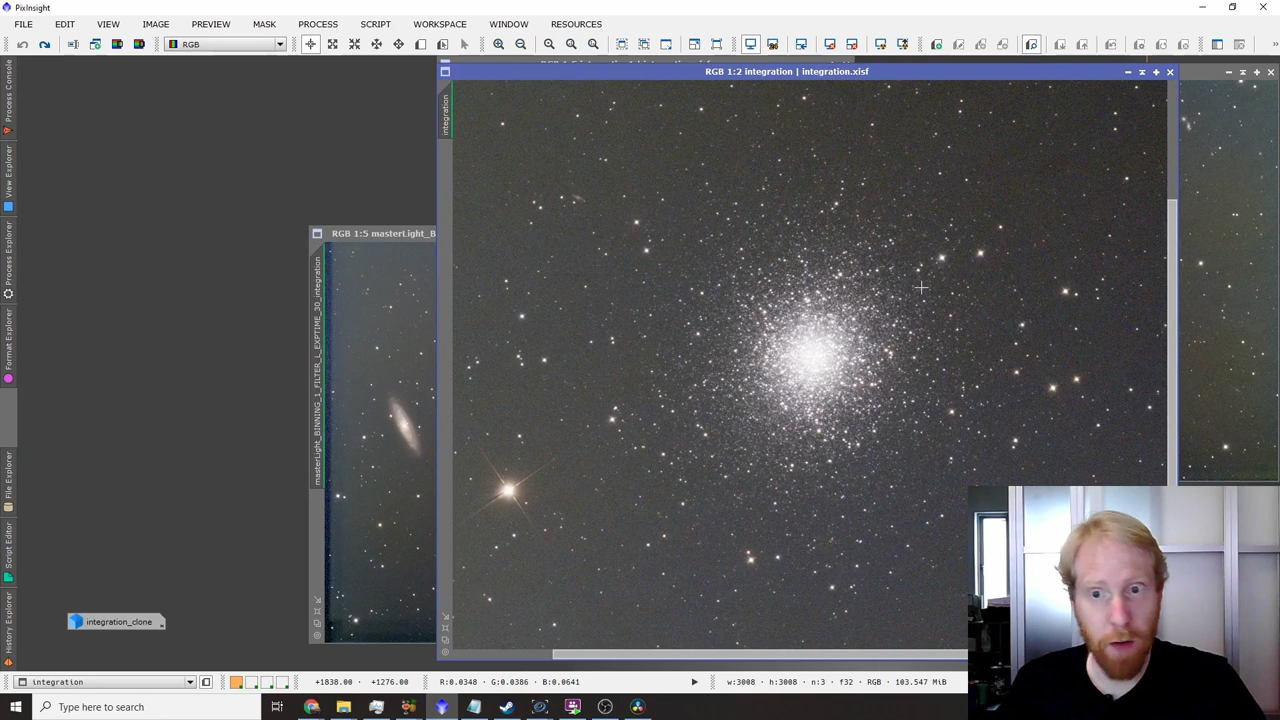 PixInsight
FILE EDIT VIEW IMAGE PREVIEW MASK PROCESS SCRIPT WORKSPACE WINDOW RESOURCES
RGB
RGB 1:2 integration | integration.xisf
integration
RGB 1:5 masterLight_B
masterLight_BINNING_1_FILTER_L_EXPTIME_30_integration
Process Console
View Explorer
Process Explorer
Format Explorer
File Explorer
Script Editor
History Explorer
integration_clone
integration
+1838.00 · +1276.00
R:0.0348 · G:0.0386 · B:0.0641
w:3008 · h:3008 · n:3 · f32 · RGB · 103.547 MiB
Type here to search